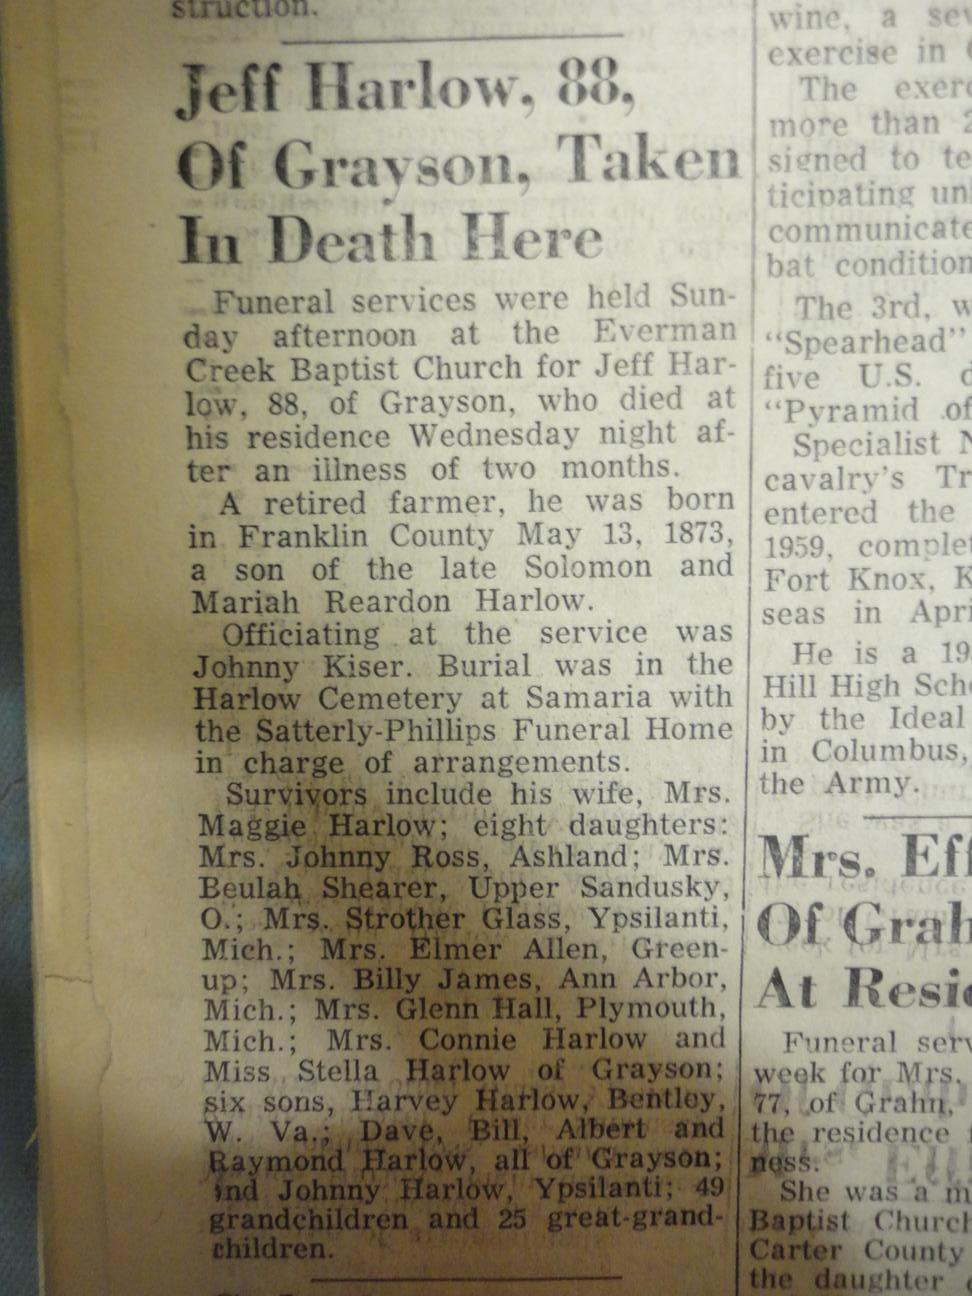 struction.
Jeff Harlow, 88,
Of Grayson, Taken
In Death Here
Funeral services were held Sun-
day afternoon at the Everman
Creek Baptist Church for Jeff Har-
low, 88, of Grayson, who died at
his residence Wednesday night af-
ter an illness of two months.
A retired farmer, he was born
in Franklin County May 13, 1873,
a son of the late Solomon and
Mariah Reardon Harlow.
Officiating at the service was
Johnny Kiser. Burial was in the
Harlow Cemetery at Samaria with
the Satterly-Phillips Funeral Home
in charge of arrangements.
Survivors include his wife, Mrs.
Maggie Harlow; eight daughters:
Mrs. Johnny Ross, Ashland; Mrs.
Beulah Shearer, Upper Sandusky,
O.; Mrs. Strother Glass, Ypsilanti,
Mich.; Mrs. Elmer Allen, Green-
up; Mrs. Billy James, Ann Arbor,
Mich.; Mrs. Glenn Hall, Plymouth,
Mich.; Mrs. Connie Harlow and
Miss Stella Harlow of Grayson;
six sons, Harvey Harlow, Bentley,
W. Va.; Dave, Bill, Albert and
Raymond Harlow, all of Grayson;
and Johnny Harlow, Ypsilanti; 49
grandchildren and 25 great-grand-
children.
wine, a
exercise in
The
more than
signed to
ticipating
communicate
bat condition
The 3rd,
"Spearhead"
five U.S.
"Pyramid of
Specialist
cavalry's
entered the
1959,
Fort Knox,
seas in
He is a
Hill High
by the Ideal
in Columbus,
the Army.
Mrs.
Of
At
Funeral
week for Mrs.
77, of Grahn,
the residence
ness.
She was a
Baptist Church
Carter County
the daughter